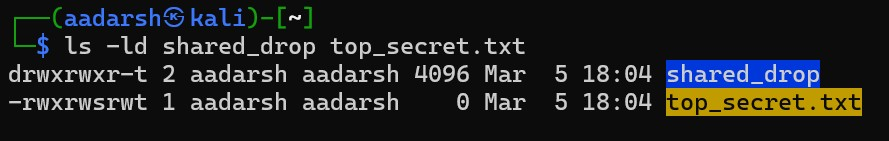 ┌──(aadarsh㉿kali)-[~]
└─$ ls -ld shared_drop top_secret.txt
drwxrwxr-t 2 aadarsh aadarsh 4096 Mar  5 18:04 shared_drop
-rwxrwsrwt 1 aadarsh aadarsh    0 Mar  5 18:04 top_secret.txt